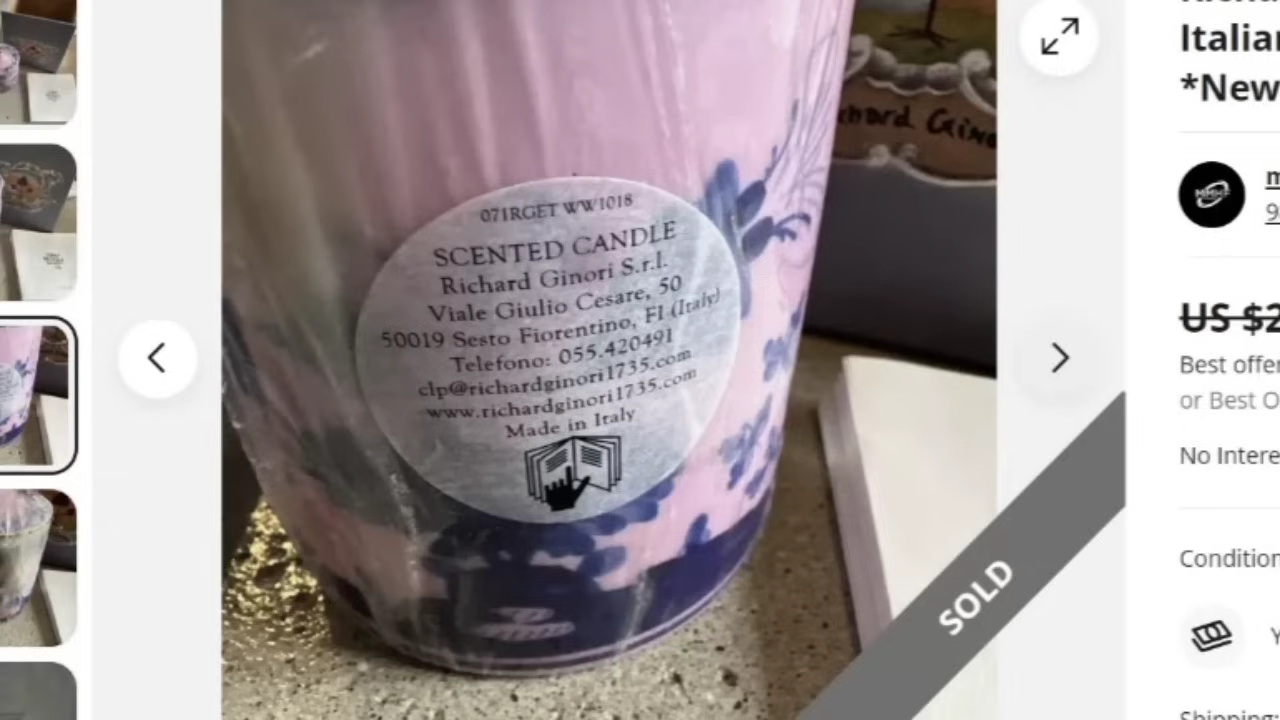 Italian
*New
071RGET WW1018
SCENTED CANDLE
Richard Ginori S.r.l.
Viale Giulio Cesare, 50
50019 Sesto Fiorentino, FI (Italy)
Telefono: 055.420491
clp@richardginori1735.com
www.richardginori1735.com
Made in Italy
SOLD
US $2
Best offer
or Best O
No Intere
Condition